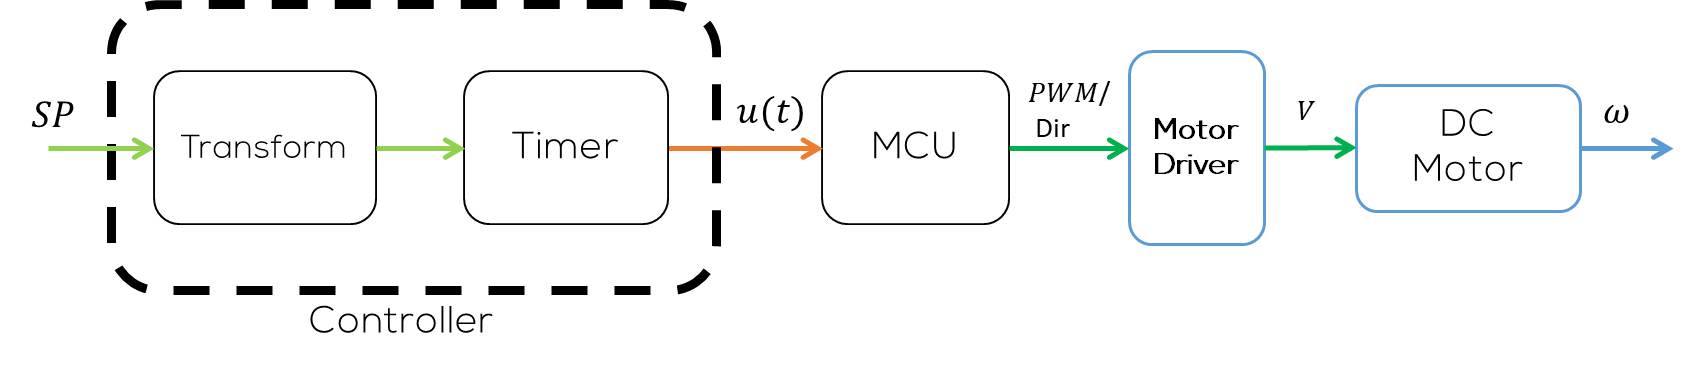 SP
Transform
Timer
u(t)
MCU
PWM/
Dir
Motor
Driver
V
DC
Motor
ω
Controller